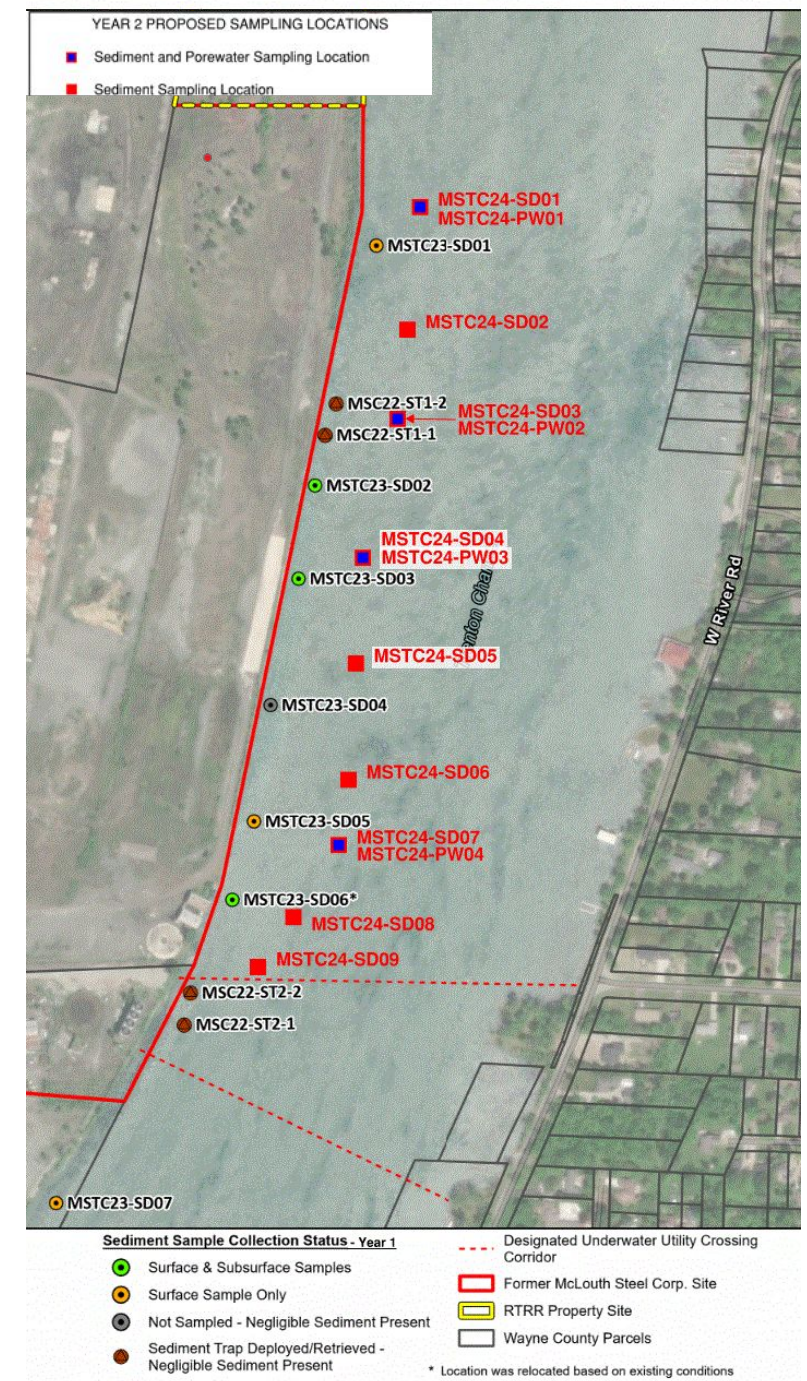 YEAR 2 PROPOSED SAMPLING LOCATIONS
Sediment and Porewater Sampling Location
Sediment Sampling Location
MSTC24-SD01
MSTC24-PW01
MSTC23-SD01
MSTC24-SD02
MSC22-ST1-2
MSTC24-SD03
MSTC24-PW02
MSC22-ST1-1
MSTC23-SD02
MSTC24-SD04
MSTC24-PW03
MSTC23-SD03
W River Rd
MSTC24-SD05
MSTC23-SD04
MSTC24-SD06
MSTC23-SD05
MSTC24-SD07
MSTC24-PW04
MSTC23-SD06*
MSTC24-SD08
MSTC24-SD09
MSC22-ST2-2
MSC22-ST2-1
MSTC23-SD07
Sediment Sample Collection Status - Year 1
Surface & Subsurface Samples
Surface Sample Only
Not Sampled - Negligible Sediment Present
Sediment Trap Deployed/Retrieved -
Negligible Sediment Present
Designated Underwater Utility Crossing
Corridor
Former McLouth Steel Corp. Site
RTRR Property Site
Wayne County Parcels
* Location was relocated based on existing conditions